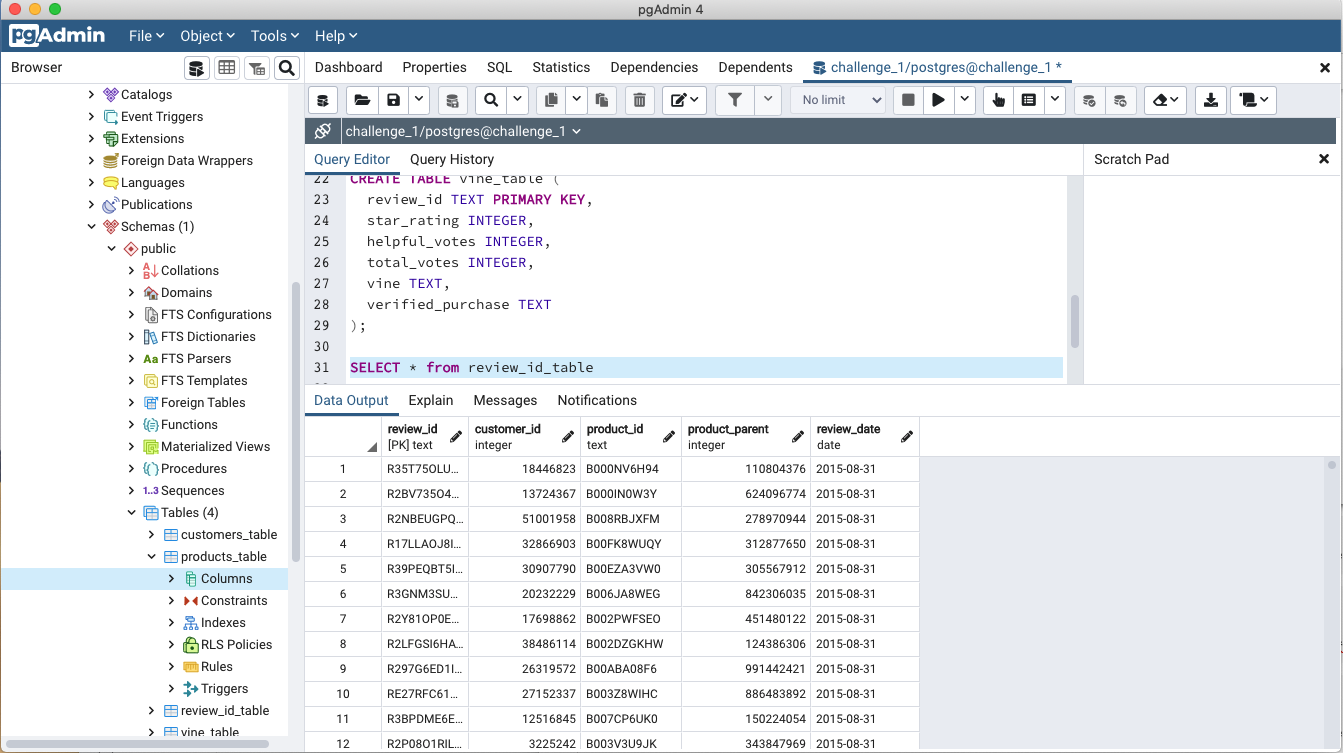 pgAdmin 4
pgAdmin File Object Tools Help
Browser
Dashboard Properties SQL Statistics Dependencies Dependents challenge_1/postgres@challenge_1 *
No limit
challenge_1/postgres@challenge_1
Catalogs
Event Triggers
Extensions
Foreign Data Wrappers
Languages
Publications
Schemas (1)
public
Collations
Domains
FTS Configurations
FTS Dictionaries
Aa FTS Parsers
FTS Templates
Foreign Tables
Functions
Materialized Views
Procedures
1..3 Sequences
Tables (4)
customers_table
products_table
Columns
Constraints
Indexes
RLS Policies
Rules
Triggers
review_id_table
vine_table
Query Editor Query History
Scratch Pad
22 CREATE TABLE vine_table (
23 review_id TEXT PRIMARY KEY,
24 star_rating INTEGER,
25 helpful_votes INTEGER,
26 total_votes INTEGER,
27 vine TEXT,
28 verified_purchase TEXT
29 );
30
31 SELECT * from review_id_table
Data Output Explain Messages Notifications
review_id customer_id product_id product_parent review_date
[PK] text integer text integer date
1 R35T75OLU... 18446823 B000NV6H94 110804376 2015-08-31
2 R2BV735O4... 13724367 B000IN0W3Y 624096774 2015-08-31
3 R2NBEUGPQ... 51001958 B008RBJXFM 278970944 2015-08-31
4 R17LLAOJ8I... 32866903 B00FK8WUQY 312877650 2015-08-31
5 R39PEQBT5I... 30907790 B00EZA3VW0 305567912 2015-08-31
6 R3GNM3SU... 20232229 B006JA8WEG 842306035 2015-08-31
7 R2Y81OP0E... 17698862 B002PWFSEO 451480122 2015-08-31
8 R2LFGSI6HA... 38486114 B002DZGKHW 124386306 2015-08-31
9 R297G6ED1I... 26319572 B00ABA08F6 991442421 2015-08-31
10 RE27RFC61... 27152337 B003Z8WIHC 886483892 2015-08-31
11 R3BPDME6E... 12516845 B007CP6UK0 150224054 2015-08-31
12 R2P08O1RIL... 3225242 B003V3U9JK 343847969 2015-08-31